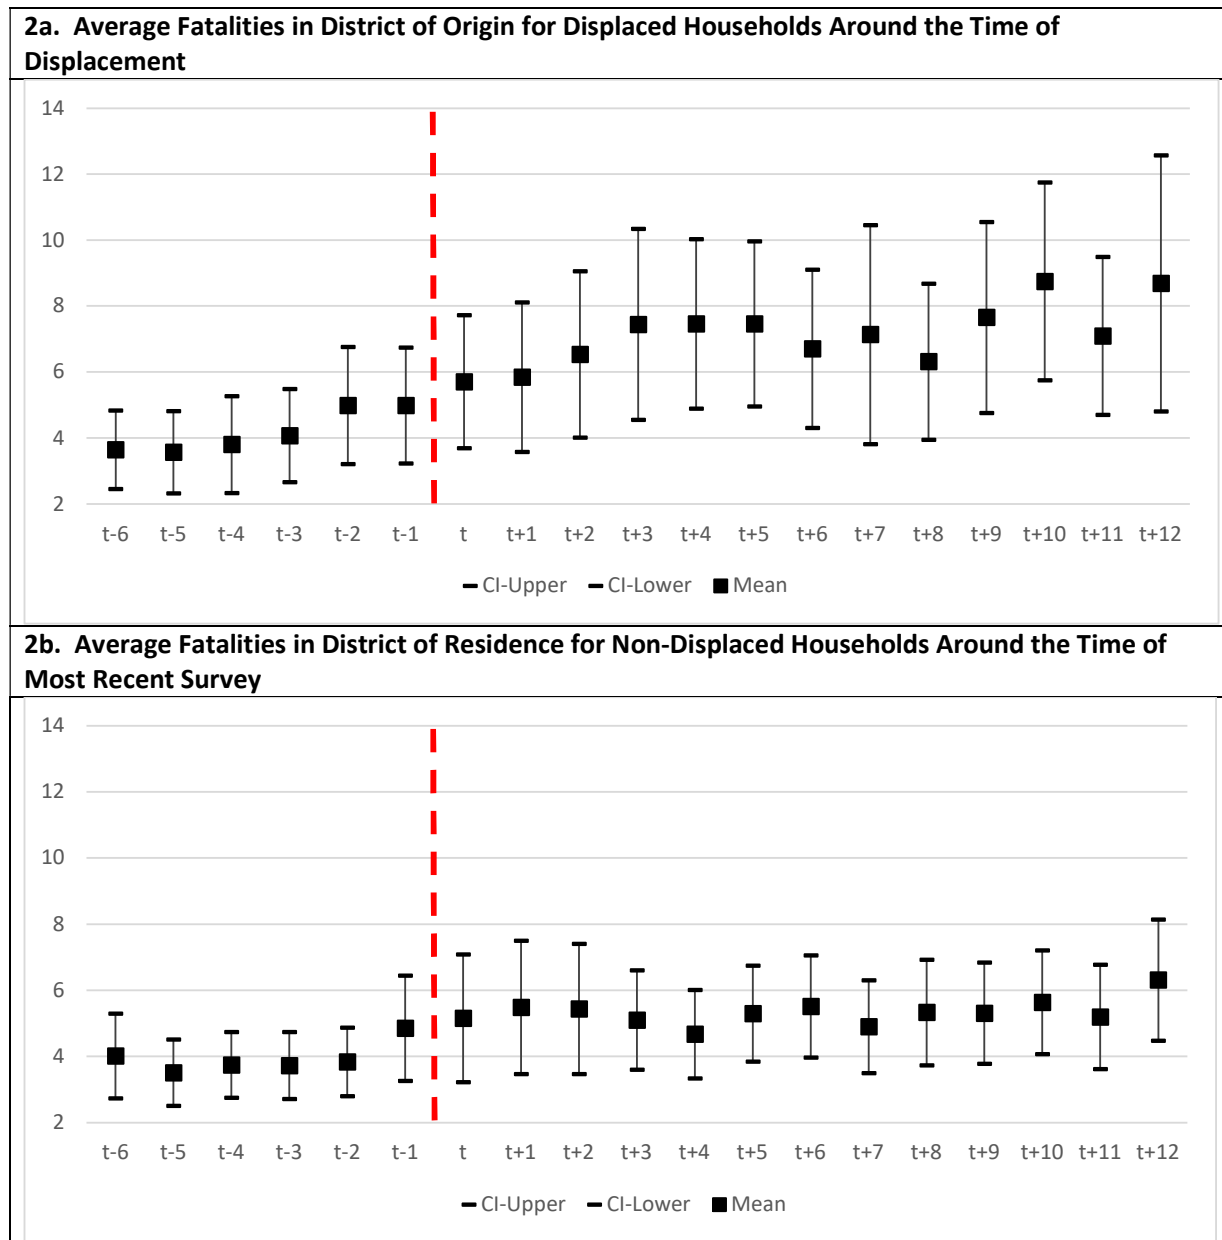 2a. Average Fatalities in District of Origin for Displaced Households Around the Time of
Displacement
14
12
10
8
6
4
2
t-6 t-5 t-4 t-3 t-2 t-1 t t+1 t+2 t+3 t+4 t+5 t+6 t+7 t+8 t+9 t+10 t+11 t+12
CI-Upper CI-Lower Mean
2b. Average Fatalities in District of Residence for Non-Displaced Households Around the Time of
Most Recent Survey
14
12
10
8
6
4
2
t-6 t-5 t-4 t-3 t-2 t-1 t t+1 t+2 t+3 t+4 t+5 t+6 t+7 t+8 t+9 t+10 t+11 t+12
CI-Upper CI-Lower Mean